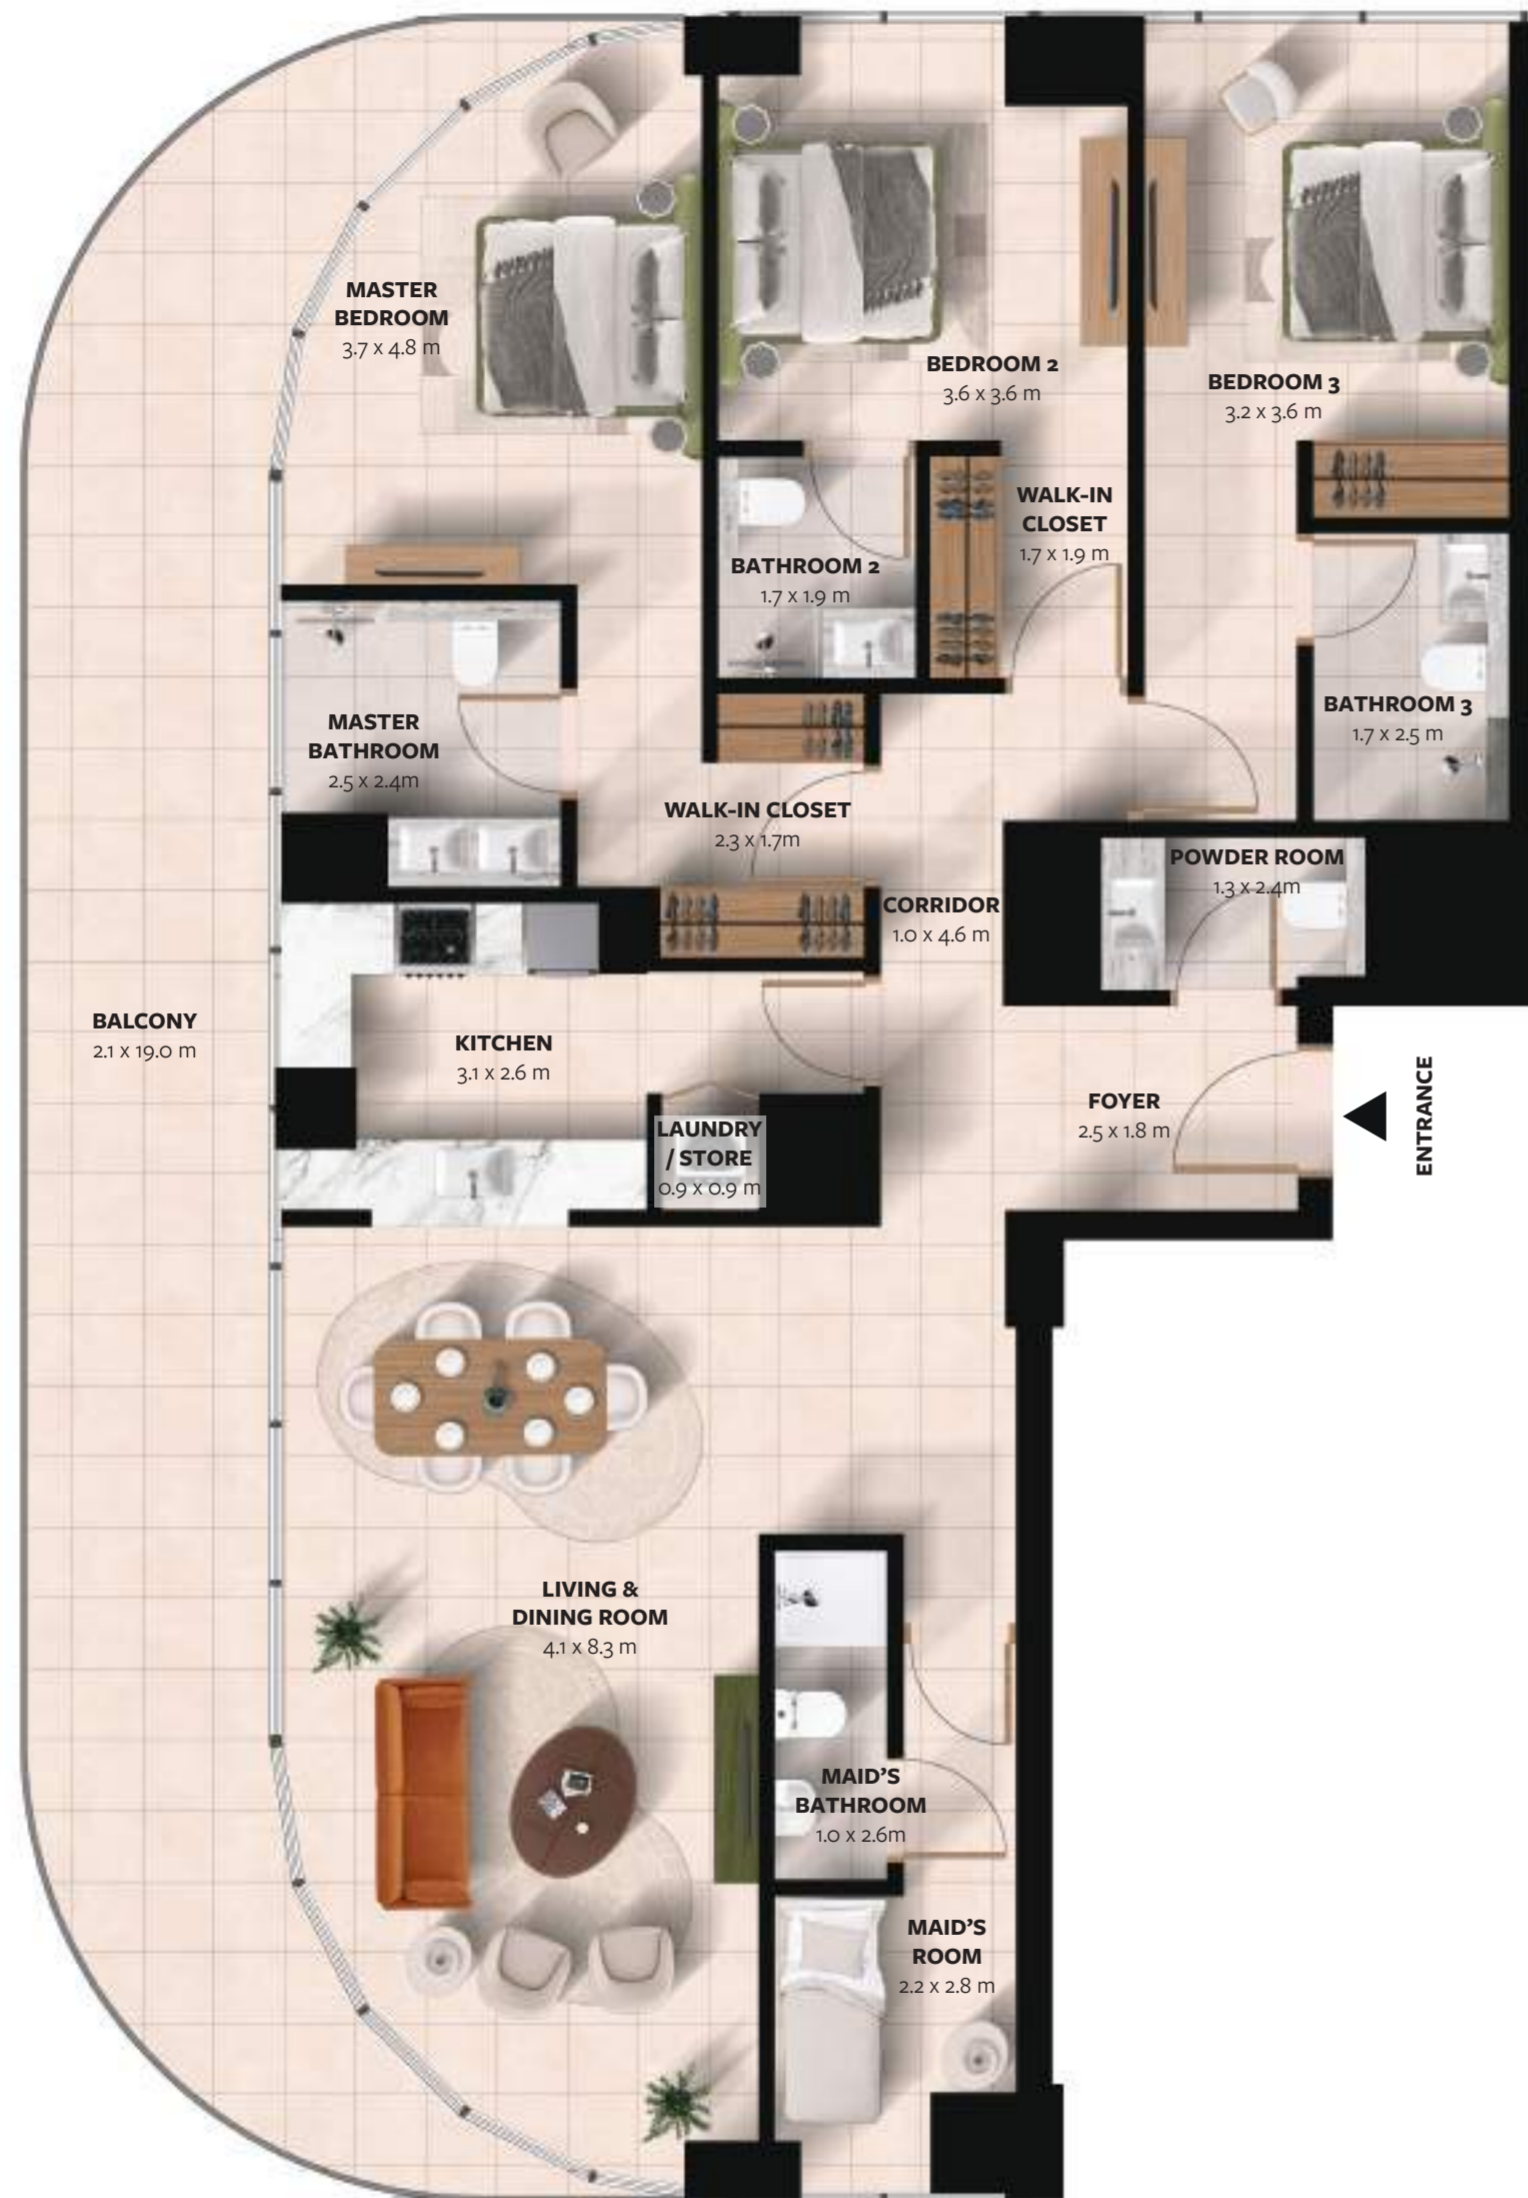 MASTER
BEDROOM
3.7 x 4.8 m
BEDROOM 2
3.6 x 3.6 m
BEDROOM 3
3.2 x 3.6 m
WALK-IN
CLOSET
1.7 x 1.9 m
BATHROOM 2
1.7 x 1.9 m
MASTER
BATHROOM
2.5 x 2.4m
BATHROOM 3
1.7 x 2.5 m
WALK-IN CLOSET
2.3 x 1.7m
POWDER ROOM
1.3 x 2.4m
CORRIDOR
1.0 x 4.6 m
BALCONY
2.1 x 19.0 m
KITCHEN
3.1 x 2.6 m
FOYER
2.5 x 1.8 m
ENTRANCE
LAUNDRY
/ STORE
0.9 x 0.9 m
LIVING &
DINING ROOM
4.1 x 8.3 m
MAID'S
BATHROOM
1.0 x 2.6m
MAID'S
ROOM
2.2 x 2.8 m